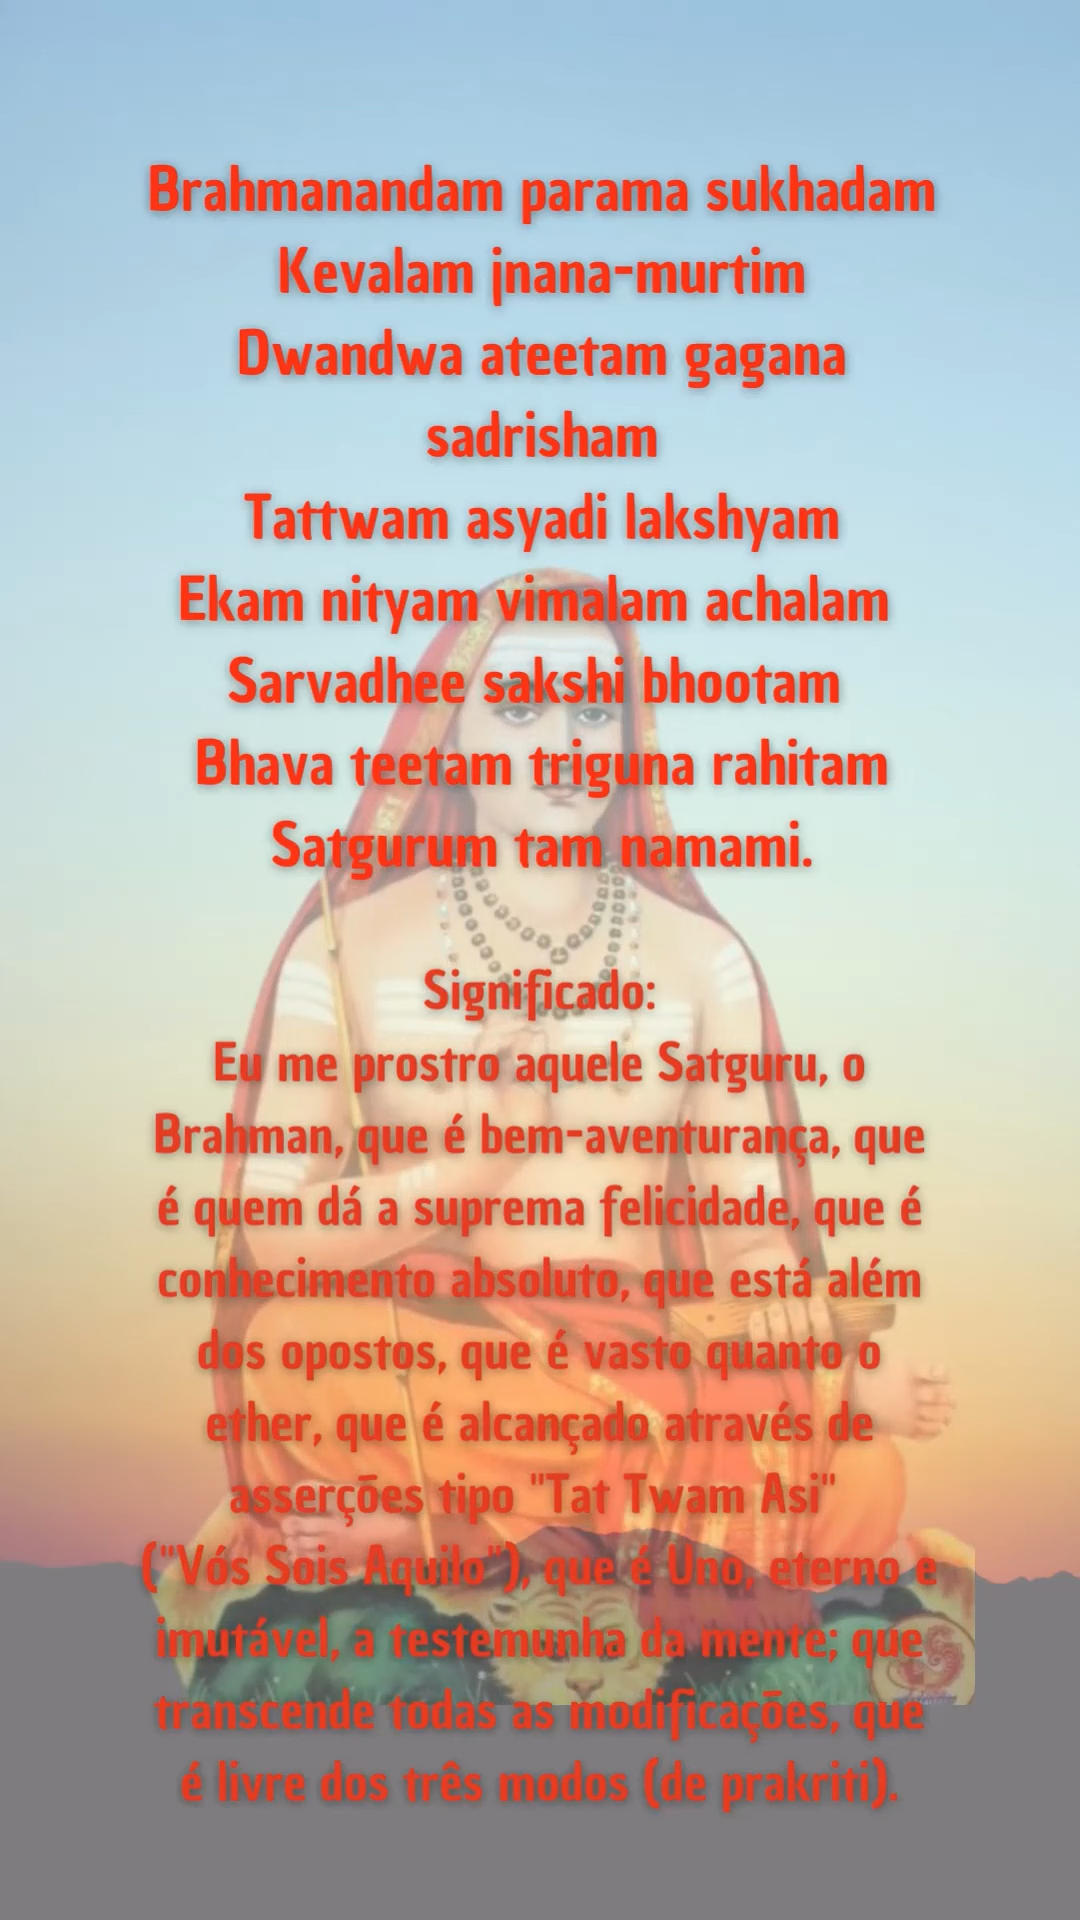 Brahmanandam parama sukhadam
Kevalam jnana-murtim
Dwandwa ateetam gagana
sadrisham
Tattwam asyadi lakshyam
Ekam nityam vimalam achalam
Sarvadhee sakshi bhootam
Bhava teetam triguna rahitam
Satgurum tam namami.
Significado:
Eu me prostro aquele Satguru, o
Brahman, que é bem-aventurança, que
é quem dá a suprema felicidade, que é
conhecimento absoluto, que está além
dos opostos, que é vasto quanto o
ether, que é alcançado através de
asserções tipo "Tat Twam Asi"
("Vós Sois Aquilo"), que é Uno, eterno e
imutável, a testemunha da mente; que
transcende todas as modificações, que
é livre dos três modos (de prakriti).